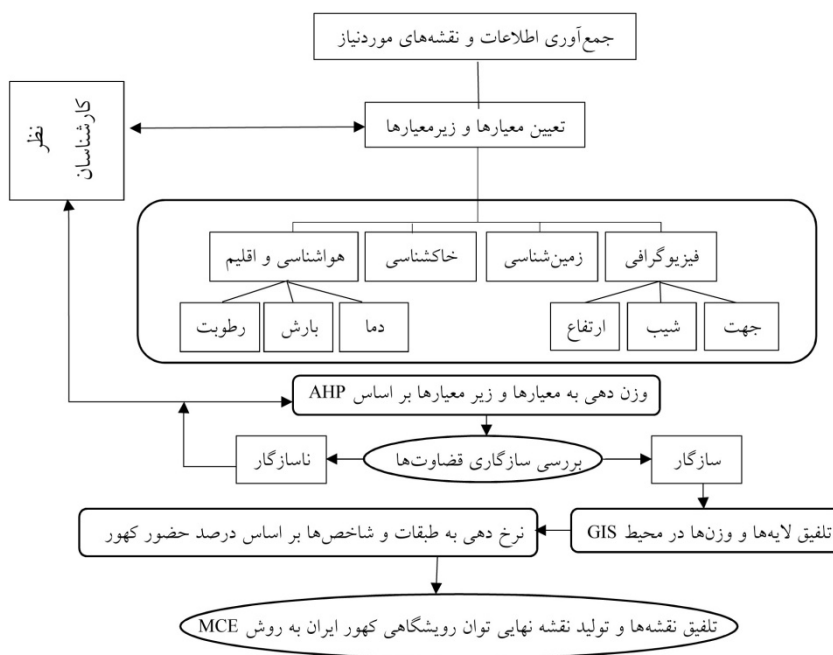 جمع‌آوری اطلاعات و نقشه‌های موردنیاز
تعیین معیارها و زیرمعیارها
نظر
کارشناسان
فیزیوگرافی
زمین‌شناسی
خاکشناسی
هواشناسی و اقلیم
جهت
شیب
ارتفاع
دما
بارش
رطوبت
وزن دهی به معیارها و زیر معیارها بر اساس AHP
سازگار
بررسی سازگاری قضاوت‌ها
ناسازگار
تلفیق لایه‌ها و وزن‌ها در محیط GIS
نرخ دهی به طبقات و شاخص‌ها بر اساس درصد حضور کهور
تلفیق نقشه‌ها و تولید نقشه نهایی توان رویشگاهی کهور ایران به روش MCE